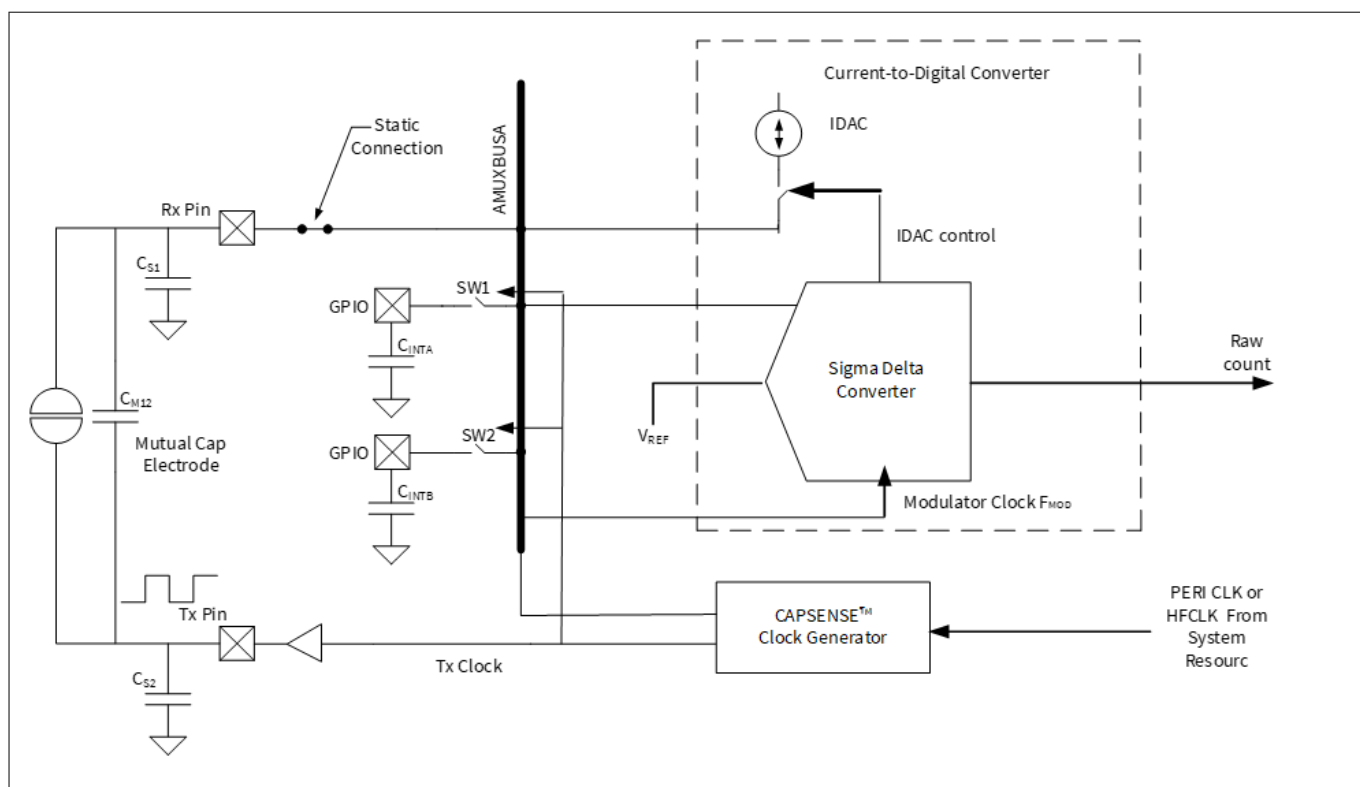 Current-to-Digital Converter
IDAC
Static
Connection
AMUXBUSA
Rx Pin
IDAC control
CS1
SW1
GPIO
CINTA
Raw
count
Sigma Delta
Converter
CM12
Mutual Cap
Electrode
VREF
SW2
GPIO
CINTB
Modulator Clock FMOD
Tx Pin
CAPSENSE™
Clock Generator
PERI CLK or
HFCLK From
System
Resourc
Tx Clock
CS2